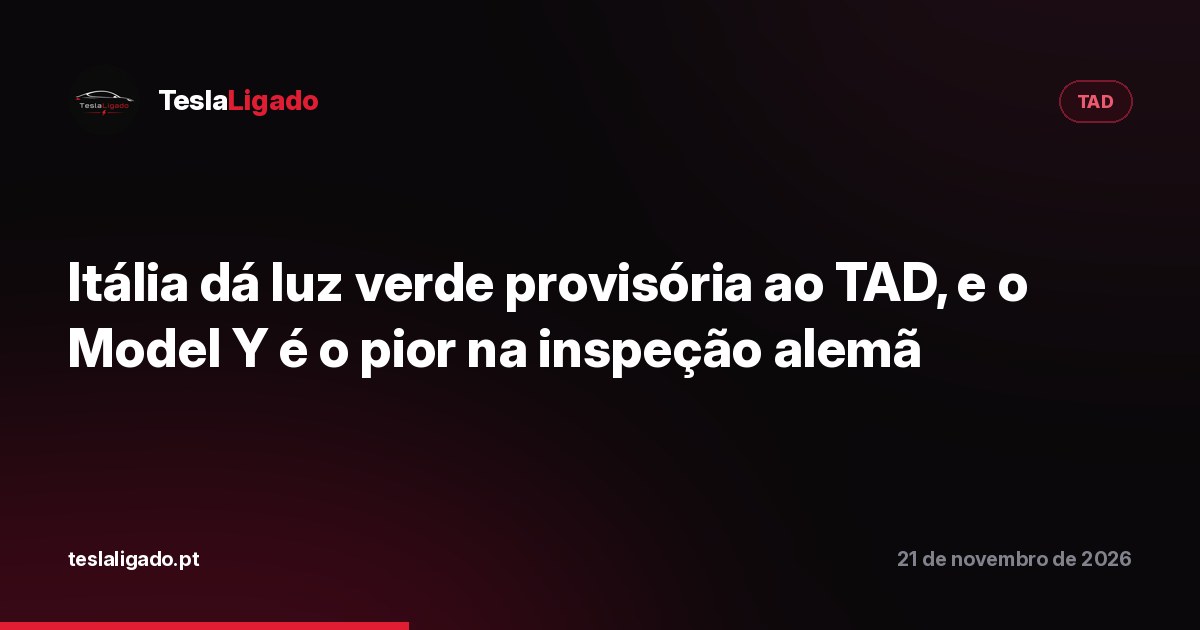 TeslaLigado
TeslaLigado
TAD
Itália dá luz verde provisória ao TAD, e o
Model Y é o pior na inspeção alemã
teslaligado.pt
21 de novembro de 2026